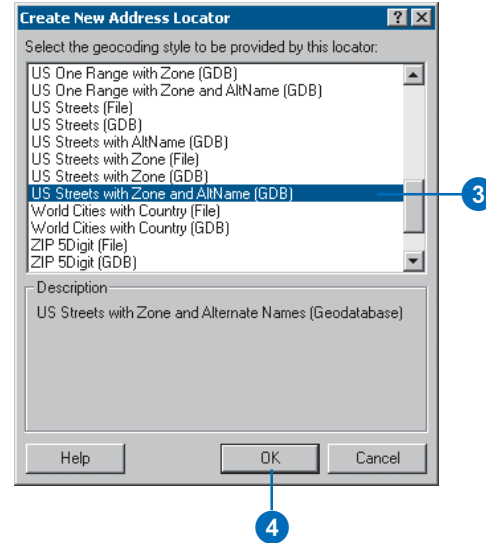 Create New Address Locator
Select the geocoding style to be provided by this locator:
US One Range with Zone (GDB)
US One Range with Zone and AltName (GDB)
US Streets (File)
US Streets (GDB)
US Streets with AltName (GDB)
US Streets with Zone (File)
US Streets with Zone (GDB)
US Streets with Zone and AltName (GDB)
3
World Cities with Country (File)
World Cities with Country (GDB)
ZIP 5Digit (File)
ZIP 5Digit (GDB)
Description
US Streets with Zone and Alternate Names (Geodatabase)
Help
OK
Cancel
4